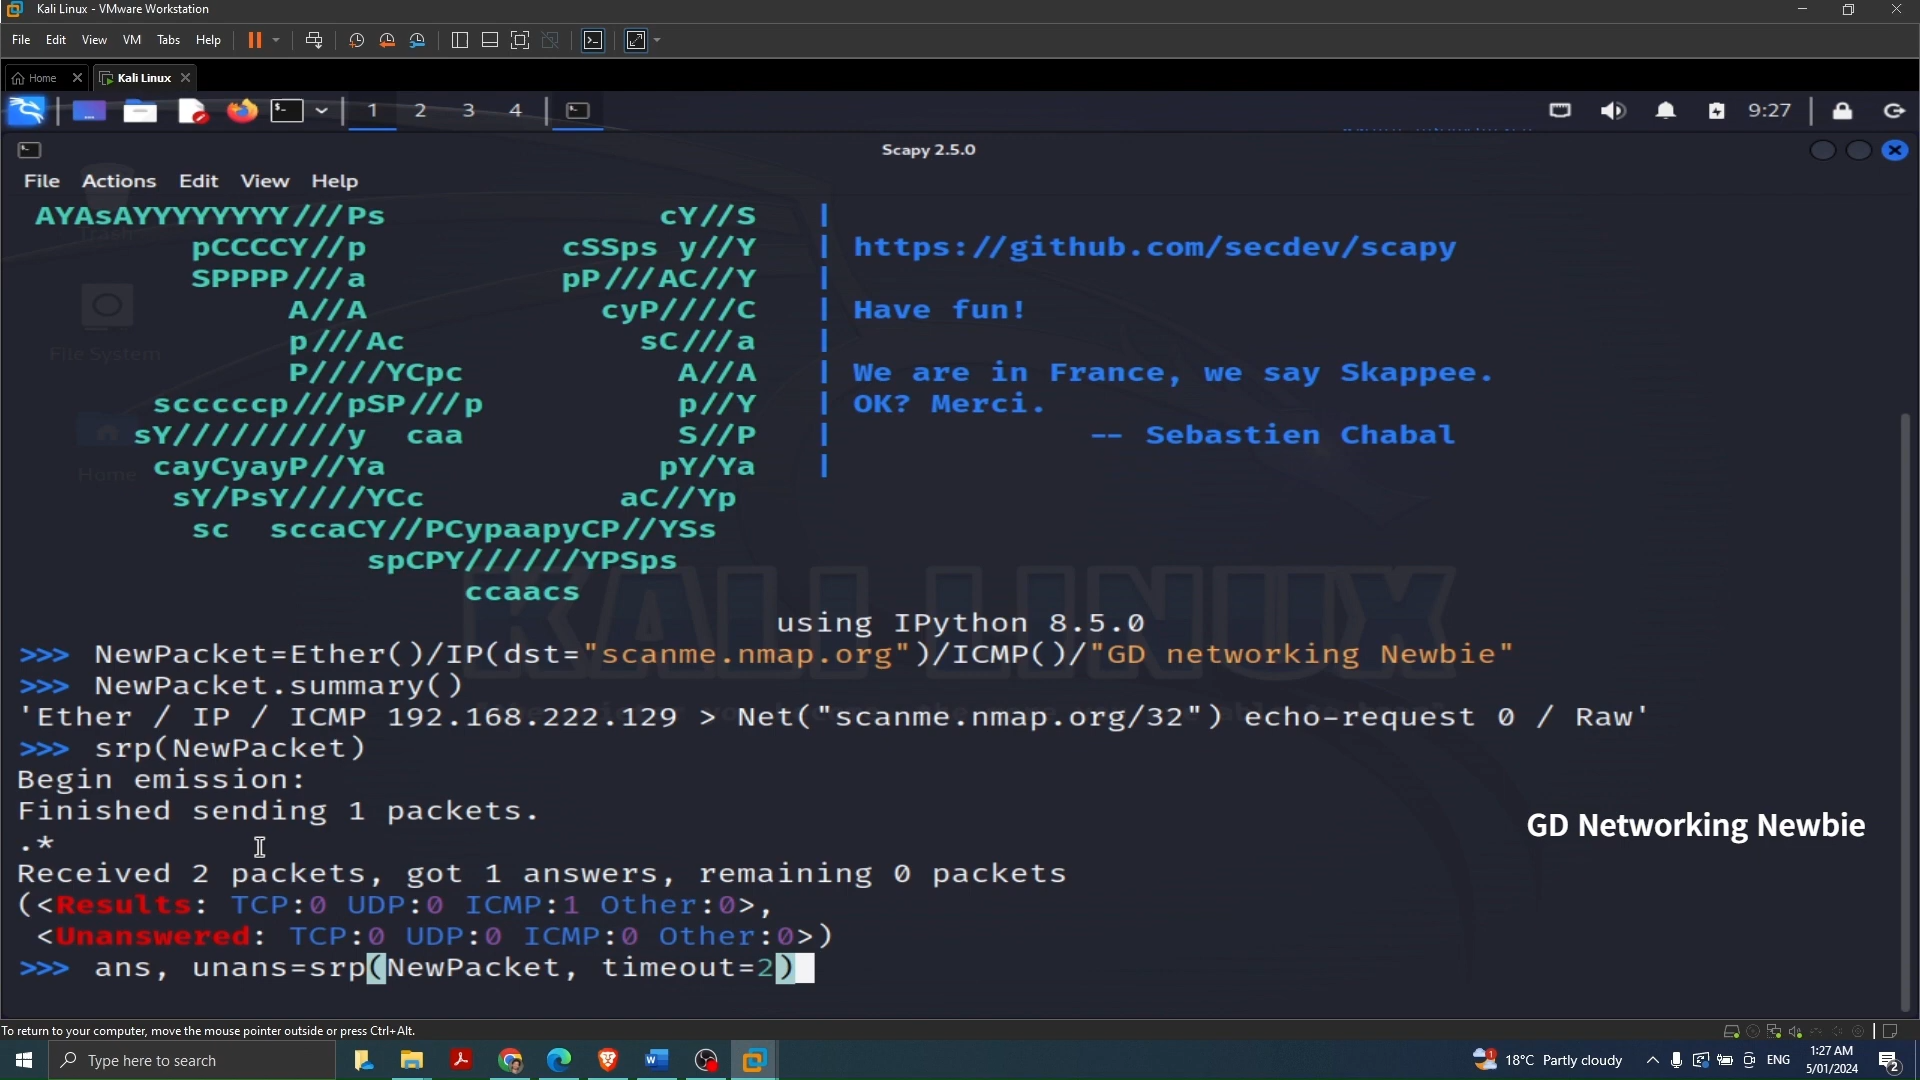 Kali Linux - VMware Workstation
File Edit View VM Tabs Help
Home Kali Linux
1 2 3 4 9:27
Scapy 2.5.0
File Actions Edit View Help
AYAsAYYYYYYYY///Ps cY//S |
pCCCCY//p cSSps y//Y | https://github.com/secdev/scapy
SPPPP///a pP///AC//Y |
A//A cyP////C | Have fun!
p///Ac sC///a |
P////YCpc A//A | We are in France, we say Skappee.
scccccp///pSP///p p//Y | OK? Merci.
sY/////////y caa S//P | -- Sebastien Chabal
cayCyayP//Ya pY/Ya |
sY/PsY////YCc aC//Yp
sc sccaCY//PCypaapyCP//YSs
spCPY//////YPSps
ccaacs
using IPython 8.5.0
>>> NewPacket=Ether()/IP(dst="scanme.nmap.org")/ICMP()/"GD networking Newbie"
>>> NewPacket.summary()
'Ether / IP / ICMP 192.168.222.129 > Net("scanme.nmap.org/32") echo-request 0 / Raw'
>>> srp(NewPacket)
Begin emission:
Finished sending 1 packets.
.*
Received 2 packets, got 1 answers, remaining 0 packets
(<Results: TCP:0 UDP:0 ICMP:1 Other:0>,
<Unanswered: TCP:0 UDP:0 ICMP:0 Other:0>)
>>> ans, unans=srp(NewPacket, timeout=2)
Trash
File System
Home
KALI LINUX
GD Networking Newbie
To return to your computer, move the mouse pointer outside or press Ctrl+Alt.
Type here to search
18°C Partly cloudy
ENG
1:27 AM
5/01/2024
2